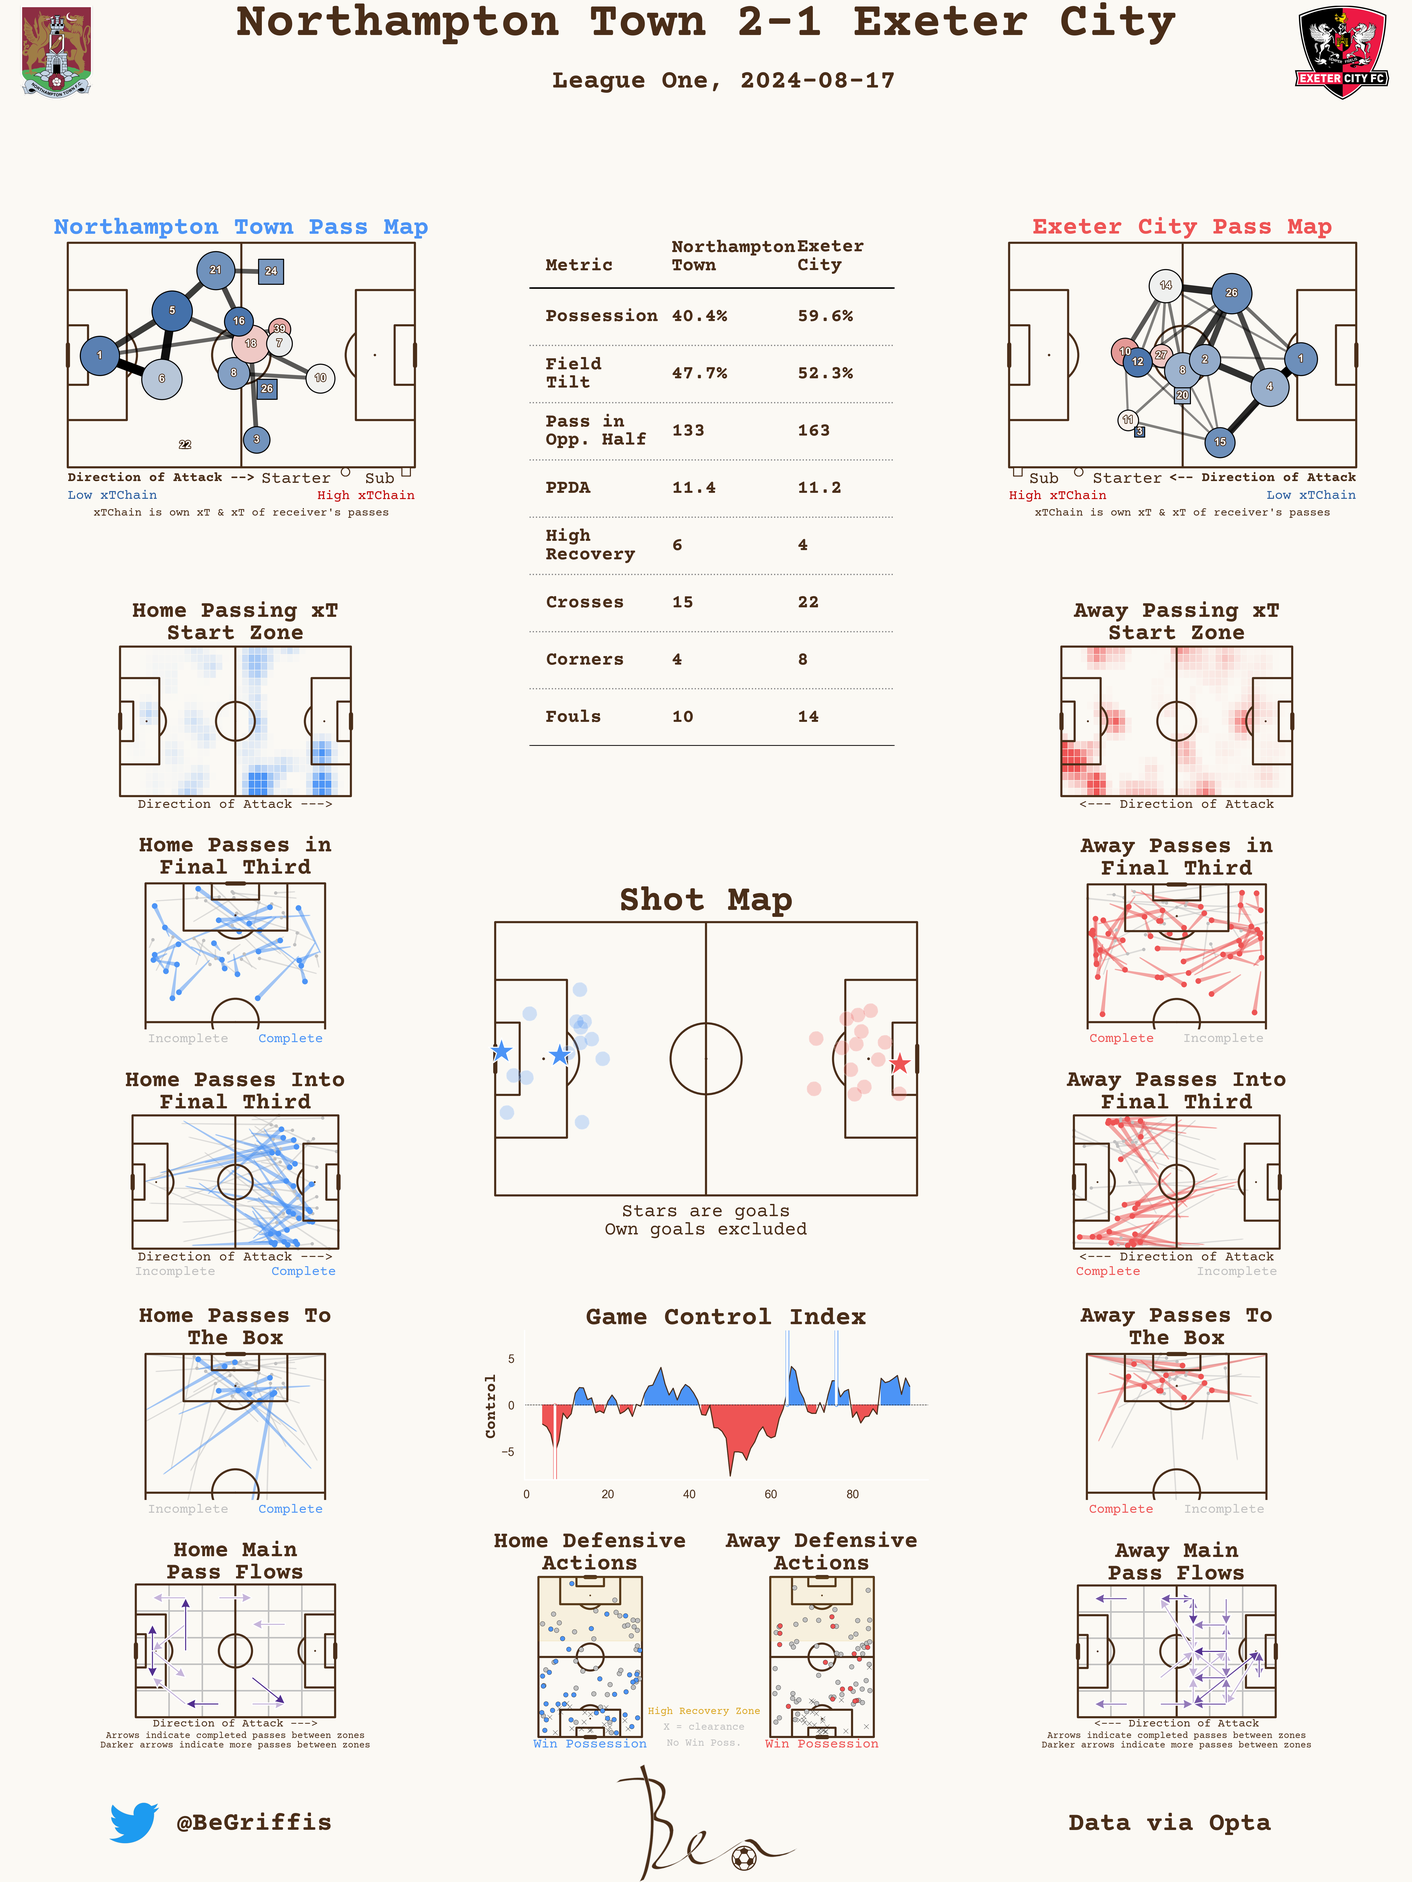 Northampton Town 2-1 Exeter City
League One, 2024-08-17
NORTHAMPTON TOWN F.C.
EXETER CITY FC
Northampton Town Pass Map
21
24
5
16
39
18
7
1
6
8
10
26
3
22
Direction of Attack --> Starter Sub
Low xTChain High xTChain
xTChain is own xT & xT of receiver's passes
Metric Northampton Town Exeter City
Possession 40.4% 59.6%
Field Tilt 47.7% 52.3%
Pass in Opp. Half 133 163
PPDA 11.4 11.2
High Recovery 6 4
Crosses 15 22
Corners 4 8
Fouls 10 14
Exeter City Pass Map
14
26
10
12
27
8
2
1
20
4
11
3
15
Sub Starter <-- Direction of Attack
High xTChain Low xTChain
xTChain is own xT & xT of receiver's passes
Home Passing xT
Start Zone
Direction of Attack --->
Away Passing xT
Start Zone
<--- Direction of Attack
Home Passes in
Final Third
Incomplete Complete
Away Passes in
Final Third
Complete Incomplete
Shot Map
Stars are goals
Own goals excluded
Home Passes Into
Final Third
Direction of Attack --->
Incomplete Complete
Away Passes Into
Final Third
<--- Direction of Attack
Complete Incomplete
Home Passes To
The Box
Incomplete Complete
Game Control Index
Control
5
0
−5
0 20 40 60 80
Away Passes To
The Box
Complete Incomplete
Home Main
Pass Flows
Direction of Attack --->
Arrows indicate completed passes between zones
Darker arrows indicate more passes between zones
Home Defensive
Actions
Win Possession
High Recovery Zone
X = clearance
No Win Poss.
Away Defensive
Actions
Win Possession
Away Main
Pass Flows
<--- Direction of Attack
Arrows indicate completed passes between zones
Darker arrows indicate more passes between zones
@BeGriffis
Ben
Data via Opta